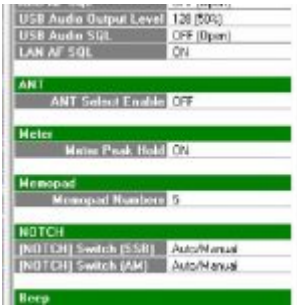 USB Audio Output Level 128 (50%)
USB Audio SQL OFF (Open)
LAN AF SQL ON
ANT
ANT Select Enable OFF
Meter
Meter Peak Hold ON
Memopad
Memopad Numbers 5
NOTCH
[NOTCH] Switch (SSB) Auto/Manual
[NOTCH] Switch (AM) Auto/Manual
Beep